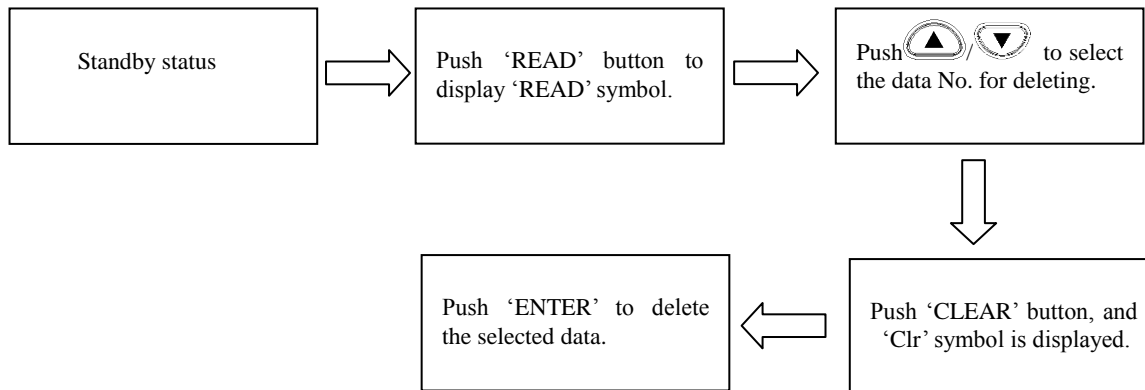 Standby status
Push ‘READ’ button to
display ‘READ’ symbol.
Push ▲ / ▼ to select
the data No. for deleting.
Push ‘CLEAR’ button, and
‘Clr’ symbol is displayed.
Push ‘ENTER’ to delete
the selected data.